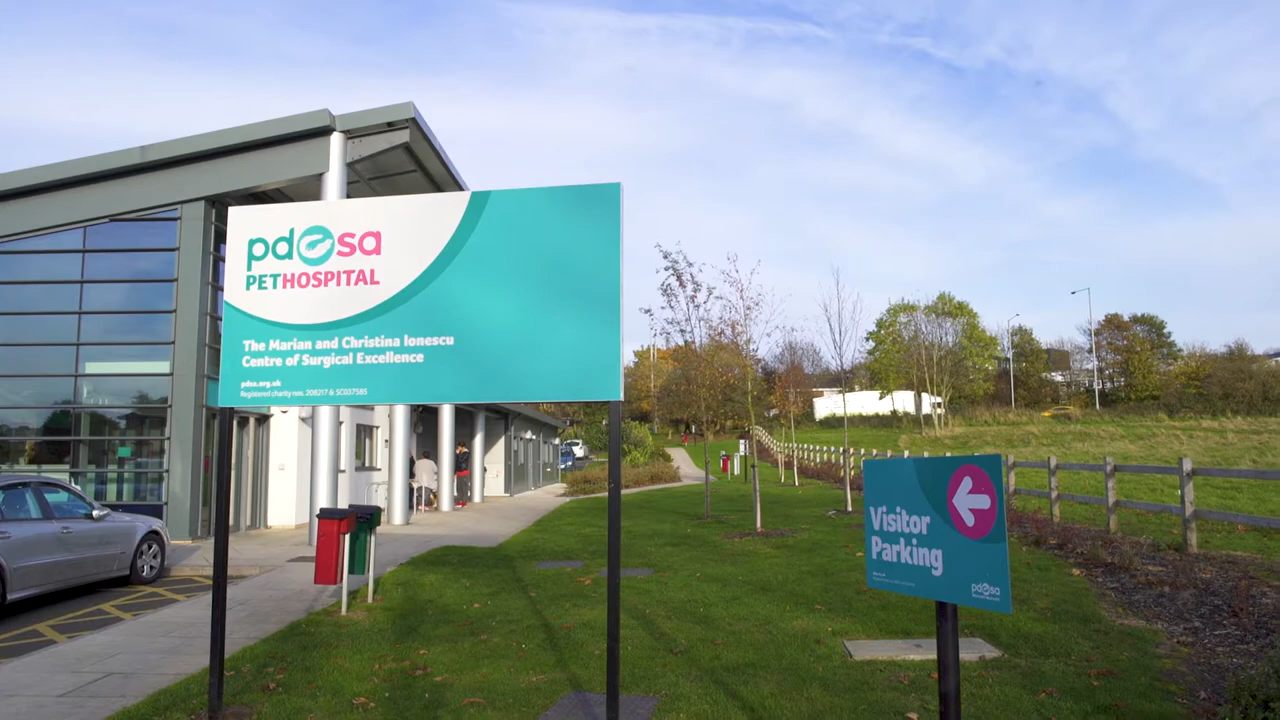 pdsa
PETHOSPITAL
The Marian and Christina Ionescu
Centre of Surgical Excellence
pdsa.org.uk
Registered charity nos. 208217 & SC037585
Visitor
Parking
pdsa